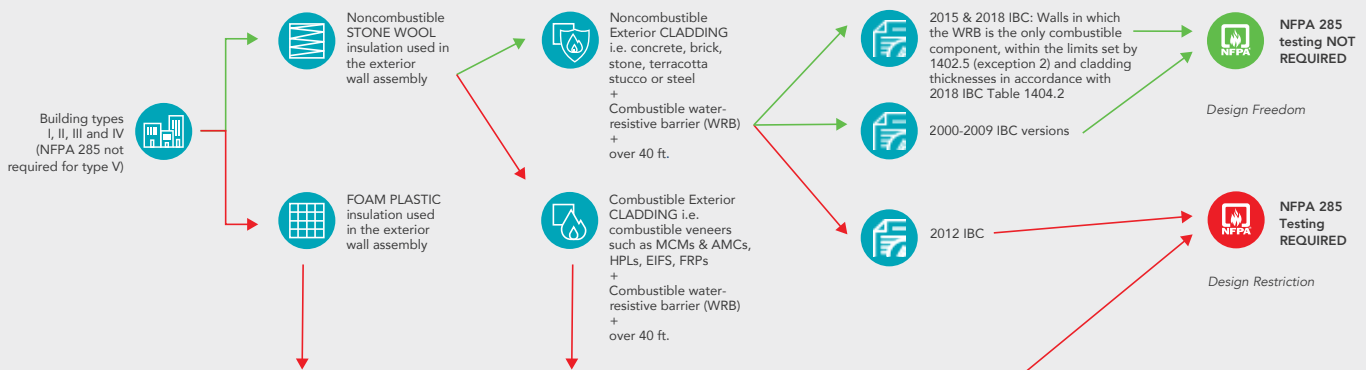 Building types
I, II, III and IV
(NFPA 285 not
required for type V)
Noncombustible
STONE WOOL
insulation used in
the exterior
wall assembly
FOAM PLASTIC
insulation used
in the exterior
wall assembly
Noncombustible
Exterior CLADDING
i.e. concrete, brick,
stone, terracotta
stucco or steel
+
Combustible water-
resistive barrier (WRB)
+
over 40 ft.
Combustible Exterior
CLADDING i.e.
combustible veneers
such as MCMs & AMCs,
HPLs, EIFS, FRPs
+
Combustible water-
resistive barrier (WRB)
+
over 40 ft.
2015 & 2018 IBC: Walls in which
the WRB is the only combustible
component, within the limits set by
1402.5 (exception 2) and cladding
thicknesses in accordance with
2018 IBC Table 1404.2
2000-2009 IBC versions
2012 IBC
NFPA
NFPA 285
testing NOT
REQUIRED
Design Freedom
NFPA
NFPA 285
Testing
REQUIRED
Design Restriction